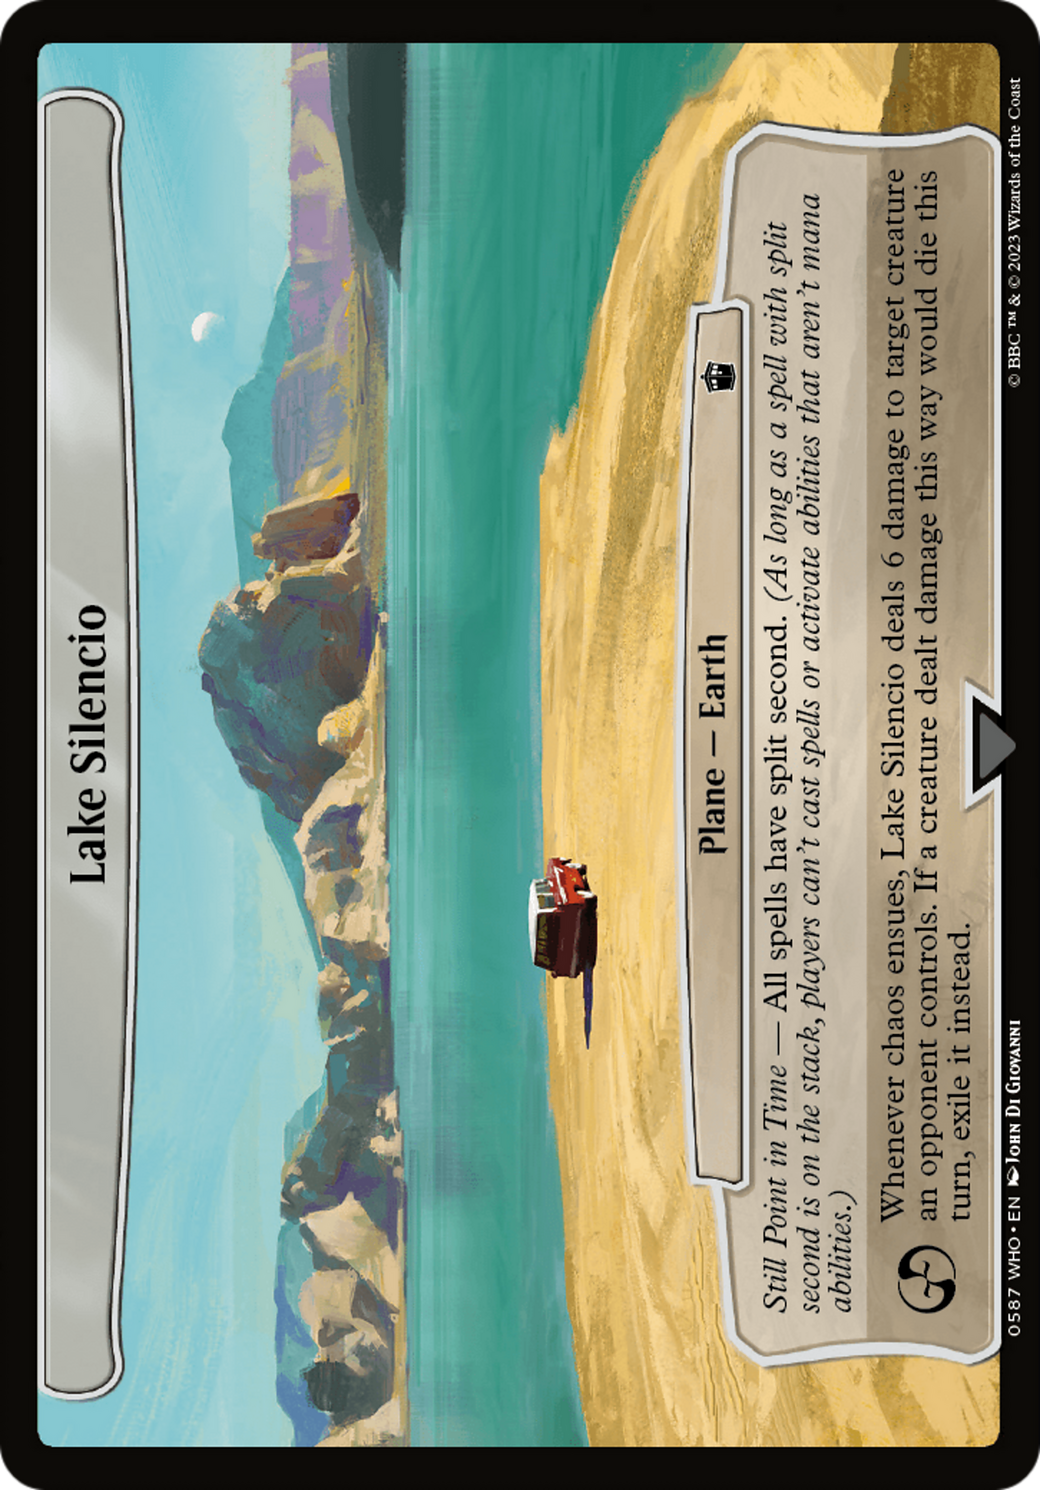 Lake Silencio
Plane — Earth
Still Point in Time — All spells have split second. (As long as a spell with split
second is on the stack, players can't cast spells or activate abilities that aren't mana
abilities.)
Whenever chaos ensues, Lake Silencio deals 6 damage to target creature
an opponent controls. If a creature dealt damage this way would die this
turn, exile it instead.
0587 WHO • EN John Di Giovanni
© BBC ™ & © 2023 Wizards of the Coast